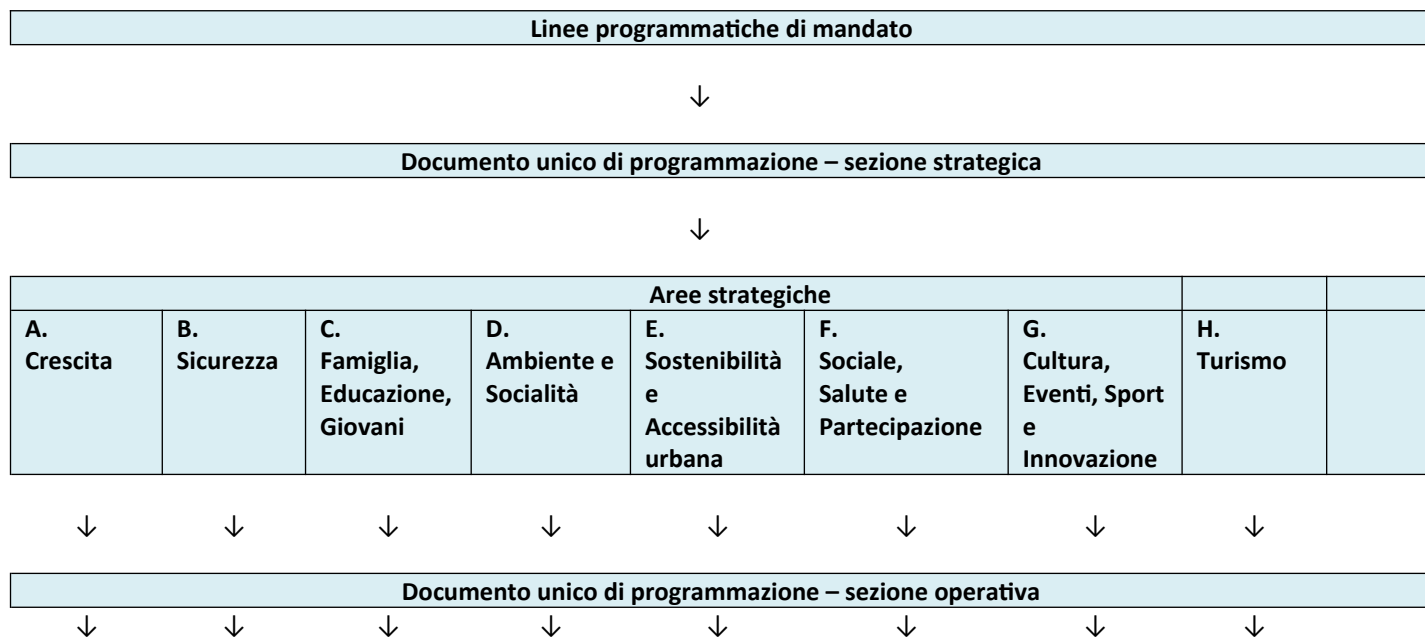 Linee programmatiche di mandato
↓
Documento unico di programmazione – sezione strategica
↓
Aree strategiche
A.
Crescita
B.
Sicurezza
C.
Famiglia,
Educazione,
Giovani
D.
Ambiente e
Socialità
E.
Sostenibilità
e
Accessibilità
urbana
F.
Sociale,
Salute e
Partecipazione
G.
Cultura,
Eventi, Sport
e
Innovazione
H.
Turismo
↓ ↓ ↓ ↓ ↓ ↓ ↓ ↓
Documento unico di programmazione – sezione operativa
↓ ↓ ↓ ↓ ↓ ↓ ↓ ↓